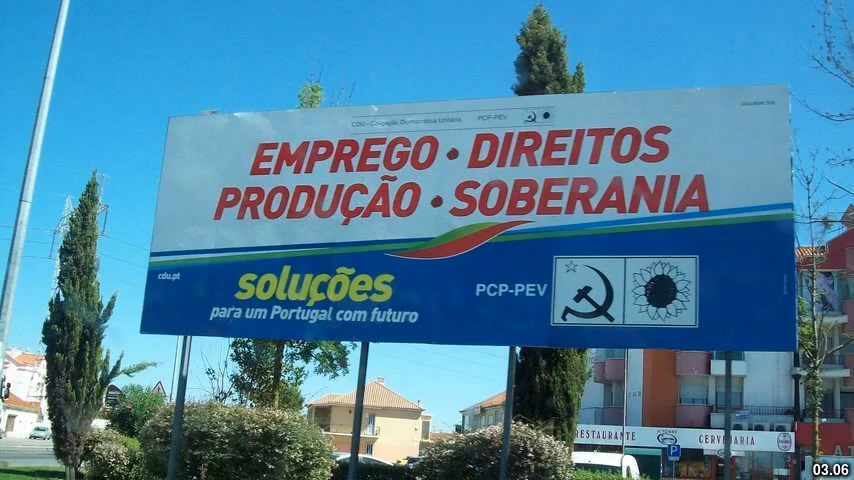 CDU - Coligação Democrática Unitária PCP-PEV
EMPREGO • DIREITOS
PRODUÇÃO • SOBERANIA
cdu.pt
soluções
para um Portugal com futuro
PCP-PEV
RESTAURANTE
CERVEJARIA
P
03.06